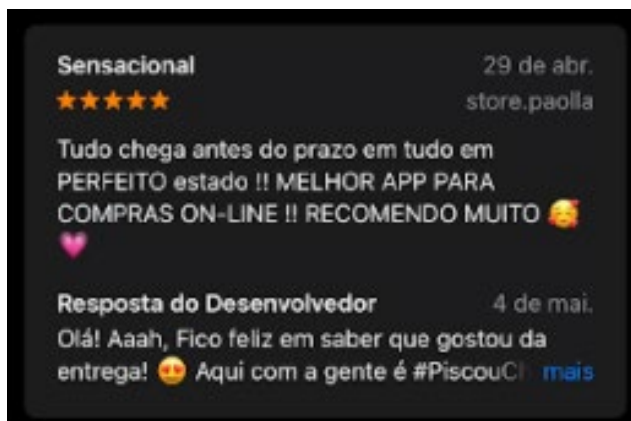 Sensacional 29 de abr.
★★★★★ store.paolla
Tudo chega antes do prazo em tudo em
PERFEITO estado !! MELHOR APP PARA
COMPRAS ON-LINE !! RECOMENDO MUITO 🥰
💗
Resposta do Desenvolvedor 4 de mai.
Olá! Aaah, Fico feliz em saber que gostou da
entrega! 😍 Aqui com a gente é mais